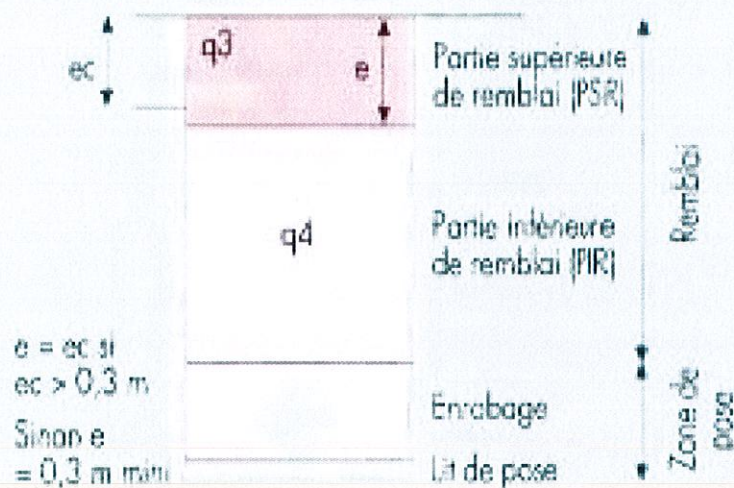 ec
q3
e
Partie supérieure
de remblai (PSR)
q4
Partie inférieure
de remblai (PIR)
Remblai
e = ec si
ec > 0,3 m
Sinon e
= 0,3 m mini
Enrobage
Lit de pose
Zone de
pose